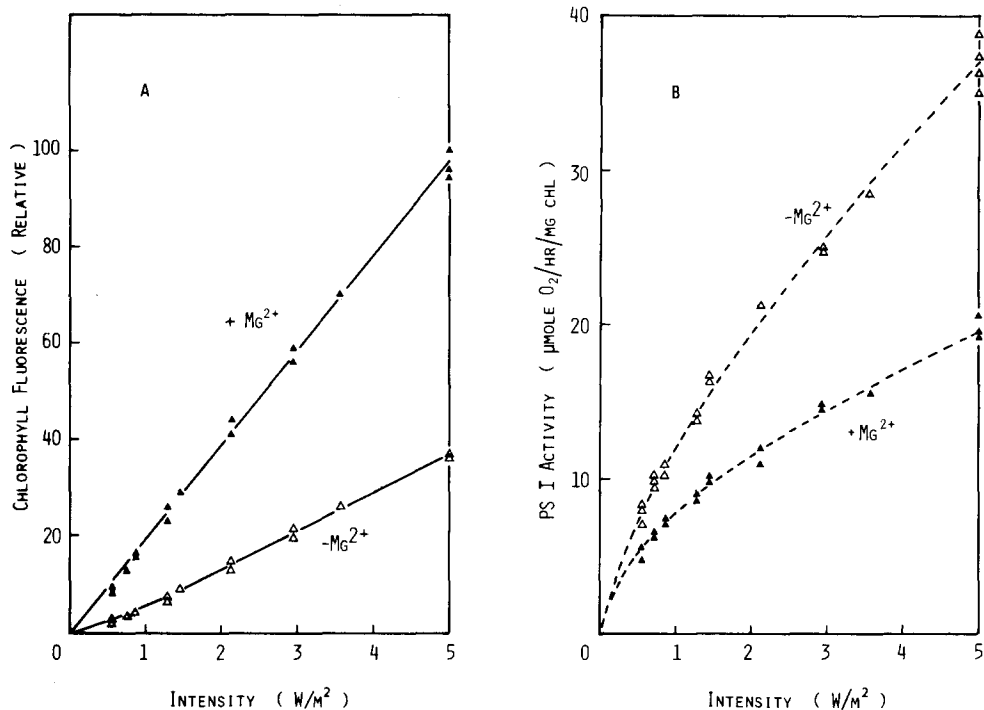 A
CHLOROPHYLL FLUORESCENCE ( RELATIVE )
100
80
60
40
20
+ MG2+
-MG2+
0 1 2 3 4 5
INTENSITY ( W/M2 )
B
PS I ACTIVITY ( μMOLE O2/HR/MG CHL )
40
30
20
10
-MG2+
+MG2+
0 1 2 3 4 5
INTENSITY ( W/M2 )